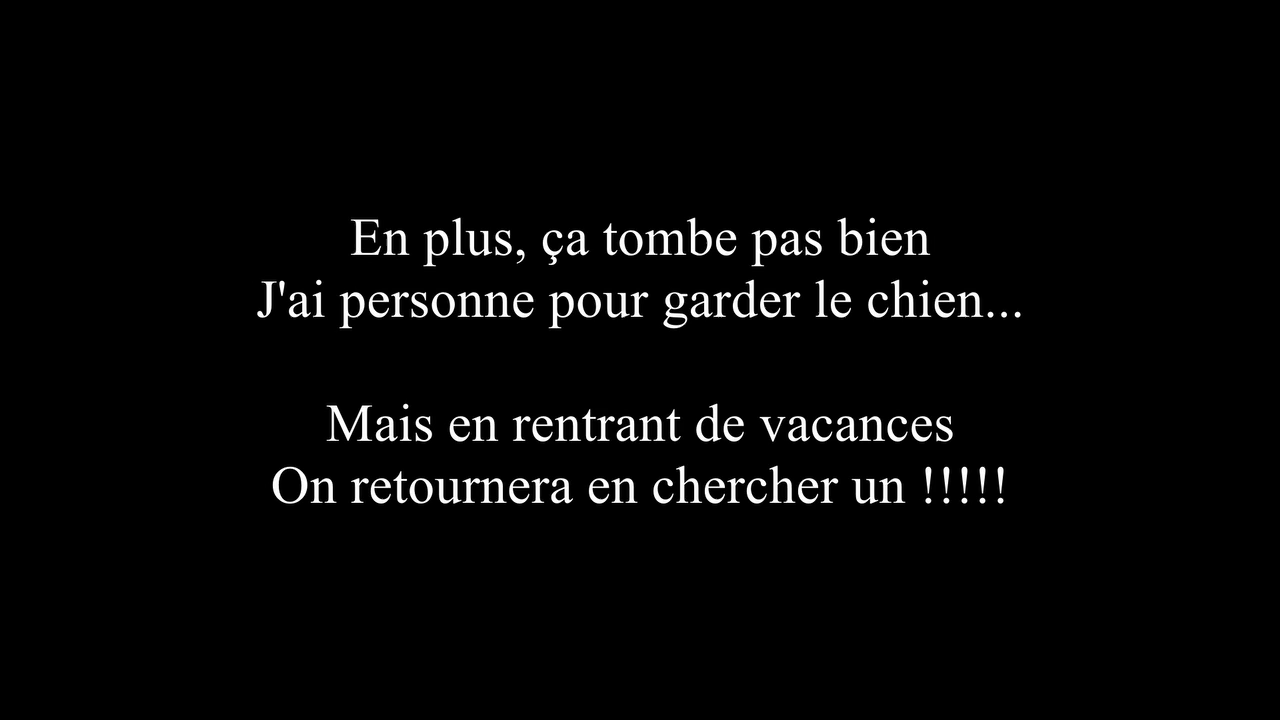 En plus, ça tombe pas bien
J'ai personne pour garder le chien...
Mais en rentrant de vacances
On retournera en chercher un !!!!!